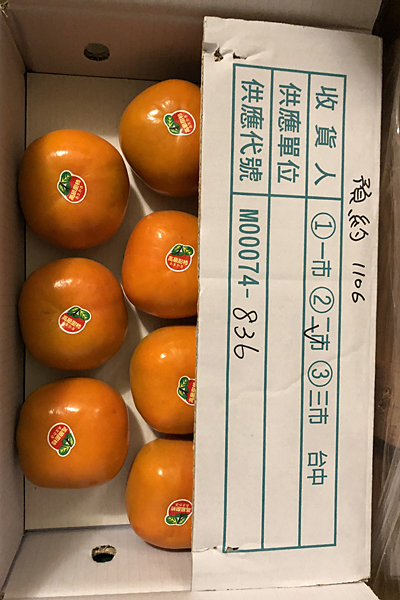 預約 1106
收貨人 ①一市 ②二市 ③三市 台中
供應單位
供應代號 M00074-836